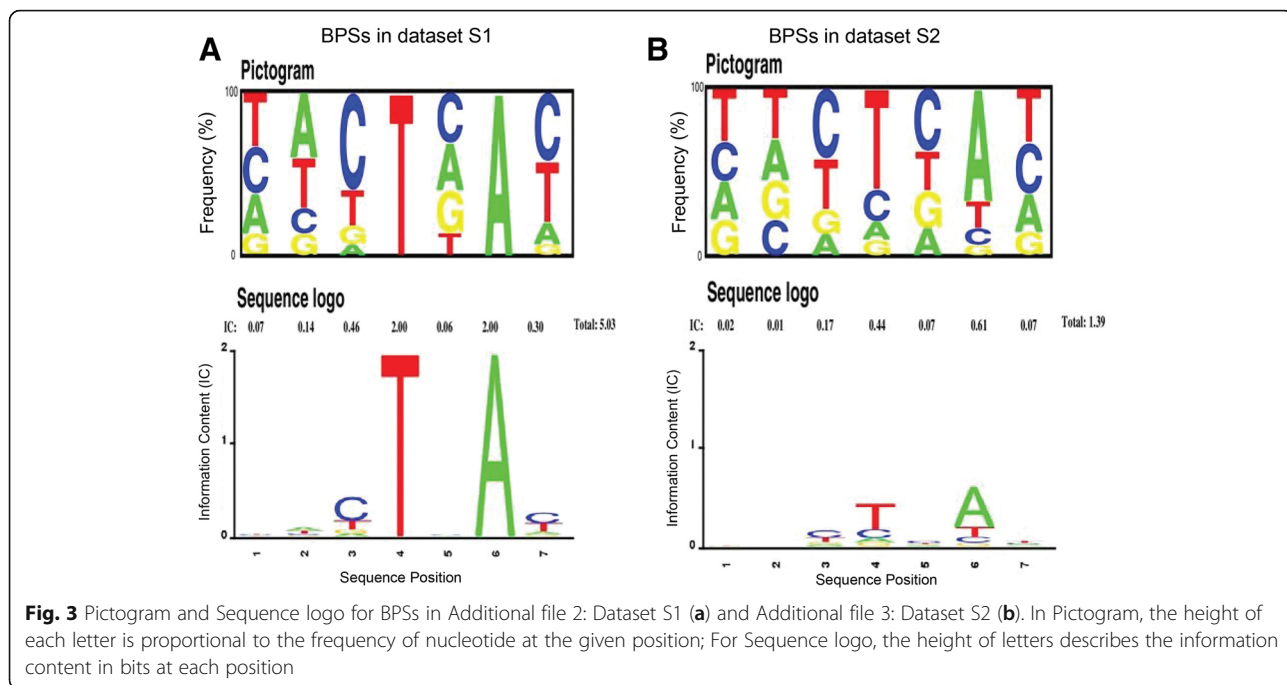 A
BPSs in dataset S1
Pictogram
100
Frequency (%)
0
T A C T C A C
C T T A T
A C G G A
G G A T G
Sequence logo
IC: 0.07 0.14 0.46 2.00 0.06 2.00 0.30 Total: 5.03
Information Content (IC)
2
1
0
C T A C
T T
1 2 3 4 5 6 7
Sequence Position
B
BPSs in dataset S2
Pictogram
100
Frequency (%)
0
T T C T C A T
C A T C T T C
A G G A G C A
G C A G A G G
Sequence logo
IC: 0.02 0.01 0.17 0.44 0.07 0.61 0.07 Total: 1.39
Information Content (IC)
2
1
0
C T A
T C T
A C
1 2 3 4 5 6 7
Sequence Position
Fig. 3 Pictogram and Sequence logo for BPSs in Additional file 2: Dataset S1 (a) and Additional file 3: Dataset S2 (b). In Pictogram, the height of
each letter is proportional to the frequency of nucleotide at the given position; For Sequence logo, the height of letters describes the information
content in bits at each position